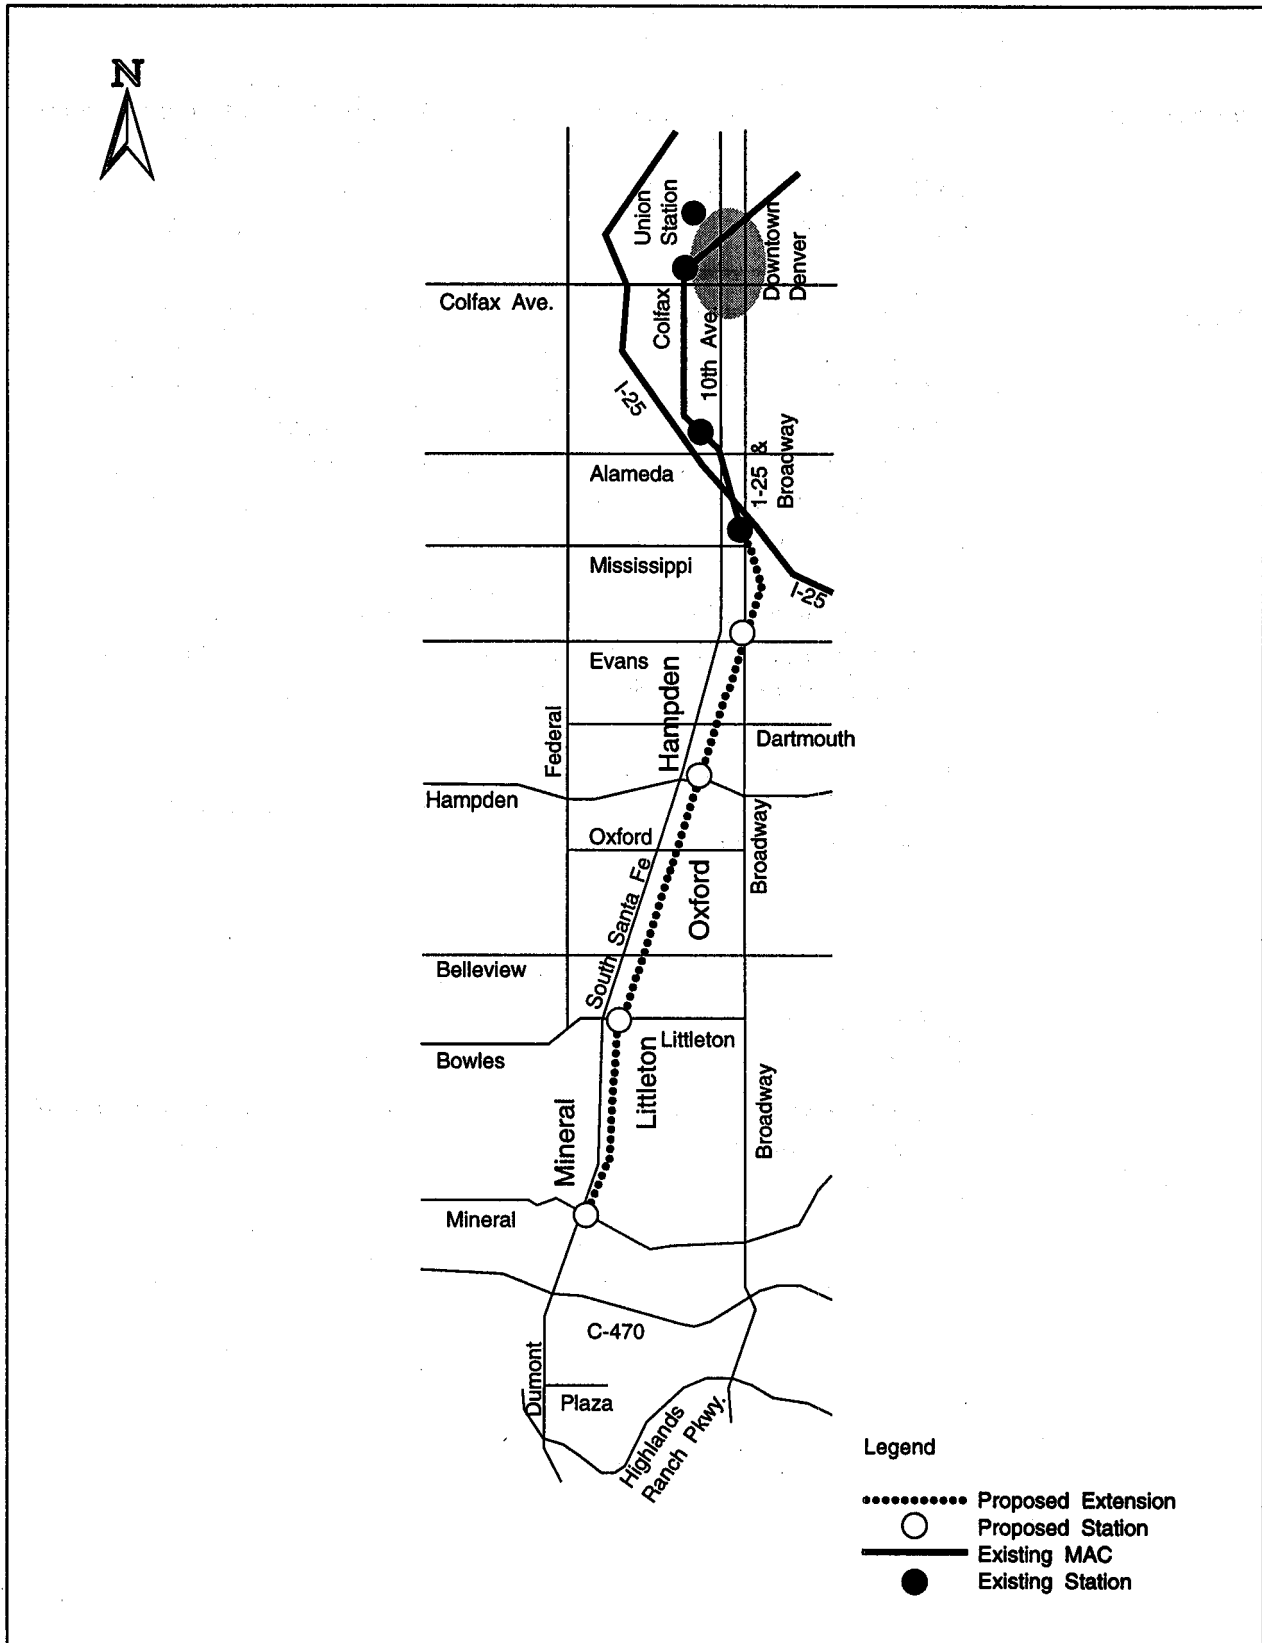 N
Union
Station
Downtown
Denver
Colfax Ave.
Colfax
10th Ave.
I-25
1-25 &
Broadway
Alameda
Mississippi
I-25
Evans
Hampden
Federal
Dartmouth
Hampden
Oxford
Broadway
South Santa Fe
Oxford
Belleview
Littleton
Bowles
Littleton
Mineral
Broadway
Mineral
C-470
Dumont
Plaza
Highlands
Ranch Pkwy.
Legend
Proposed Extension
Proposed Station
Existing MAC
Existing Station